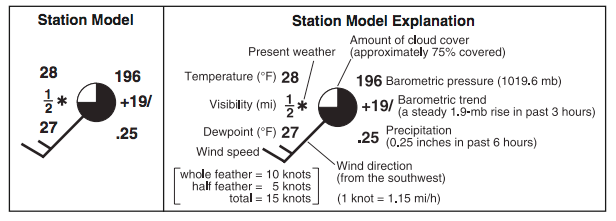 Station Model
28
196
1/2 *
+19/
27
.25
Station Model Explanation
Present weather
Amount of cloud cover
(approximately 75% covered)
Temperature (°F) 28
196 Barometric pressure (1019.6 mb)
Visibility (mi) 1/2 *
+19/ Barometric trend
(a steady 1.9-mb rise in past 3 hours)
Dewpoint (°F) 27
.25 Precipitation
(0.25 inches in past 6 hours)
Wind speed
whole feather = 10 knots
half feather = 5 knots
total = 15 knots
Wind direction
(from the southwest)
(1 knot = 1.15 mi/h)